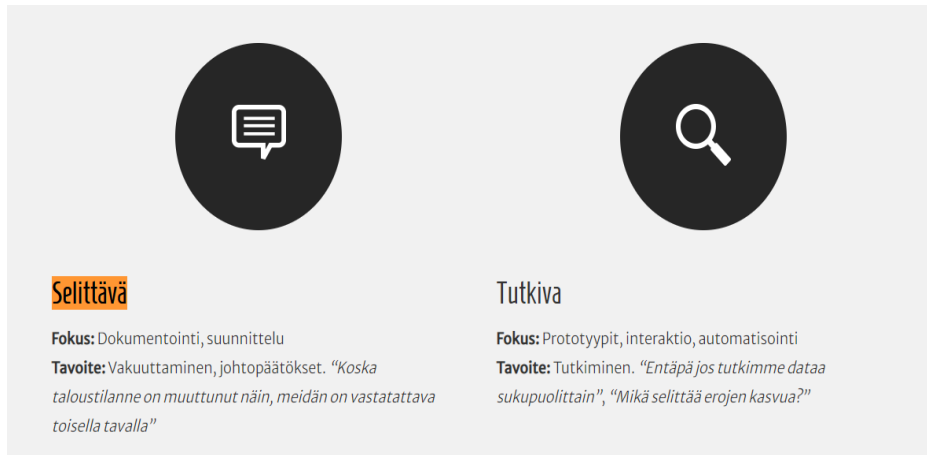 Selittävä
Fokus: Dokumentointi, suunnittelu
Tavoite: Vakuuttaminen, johtopäätökset. “Koska
taloustilanne on muuttunut näin, meidän on vastatattava
toisella tavalla”
Tutkiva
Fokus: Prototyypit, interaktio, automatisointi
Tavoite: Tutkiminen. “Entäpä jos tutkimme dataa
sukupuolittain”, “Mikä selittää erojen kasvua?”